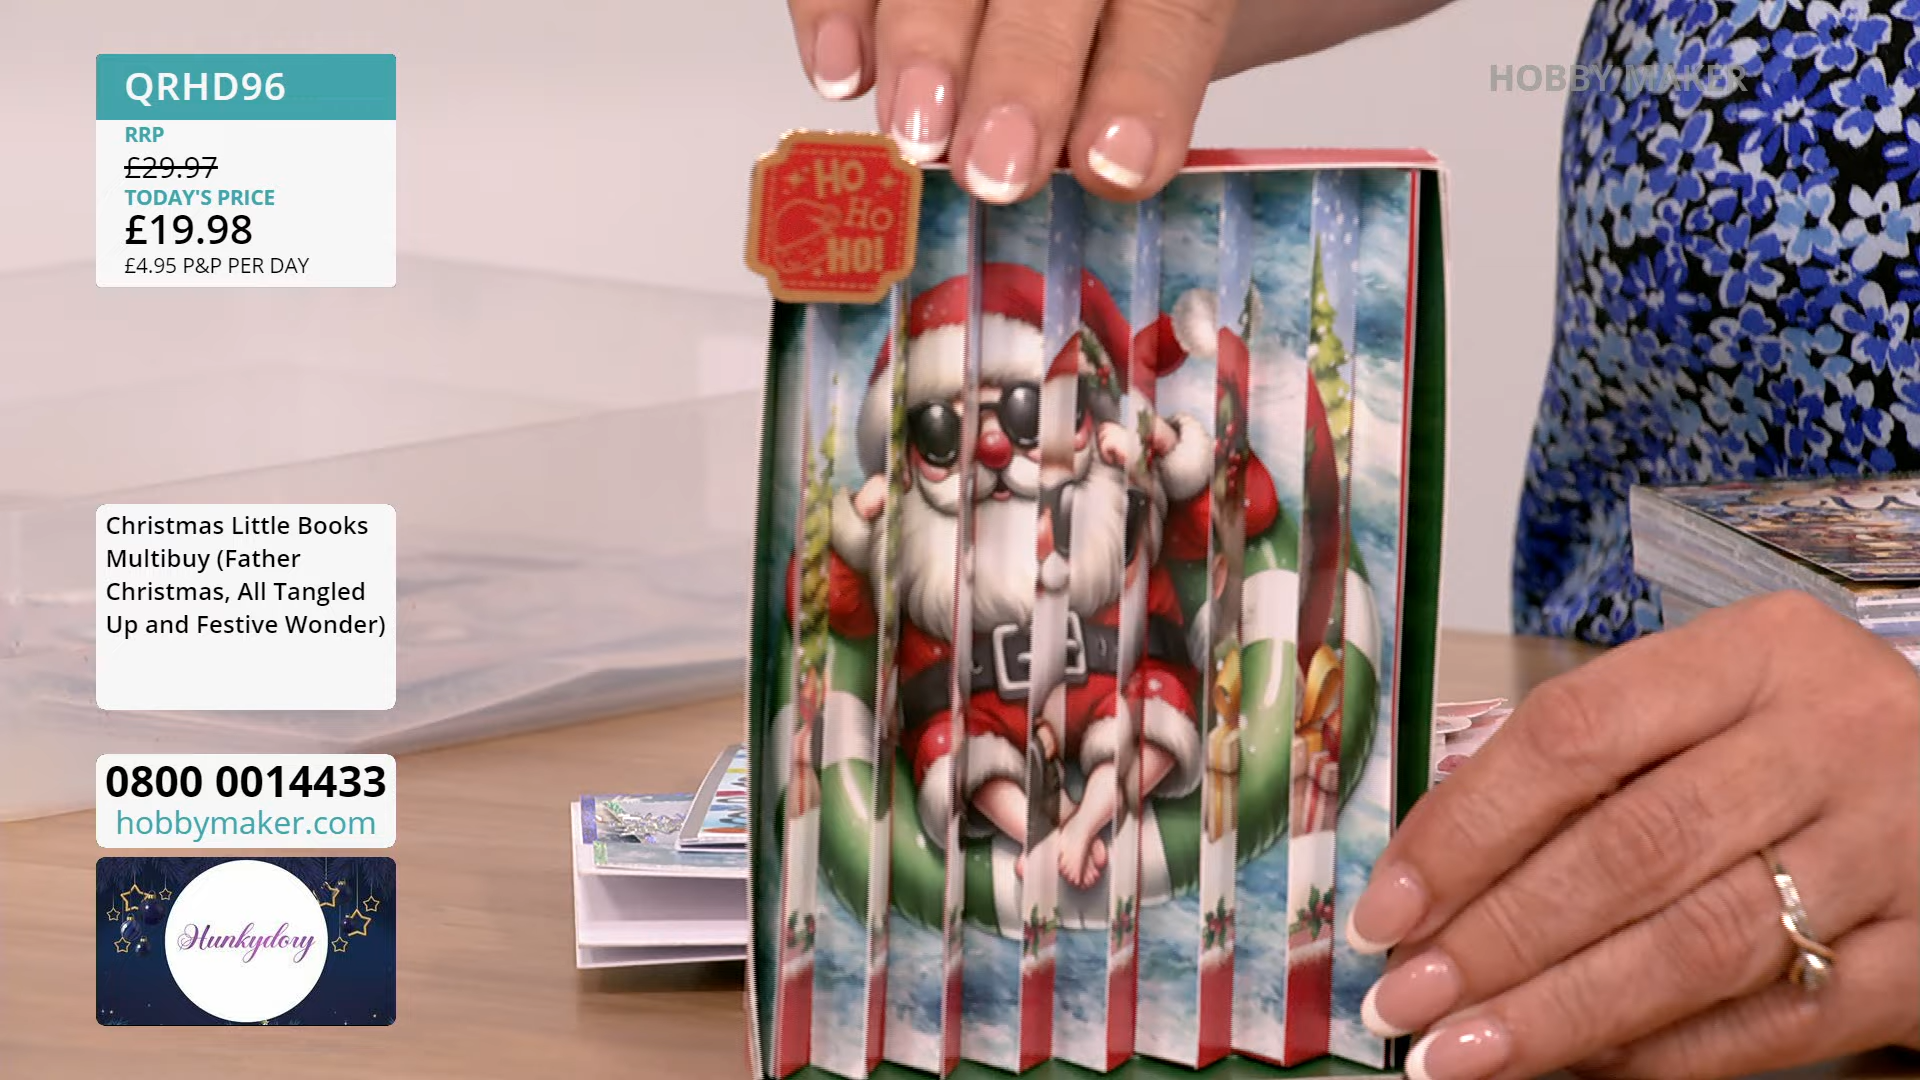 QRHD96
RRP
£29.97
TODAY'S PRICE
£19.98
£4.95 P&P PER DAY
HOBBY MAKER
HO
HO
HO!
Christmas Little Books
Multibuy (Father
Christmas, All Tangled
Up and Festive Wonder)
0800 0014433
hobbymaker.com
Hunkydory